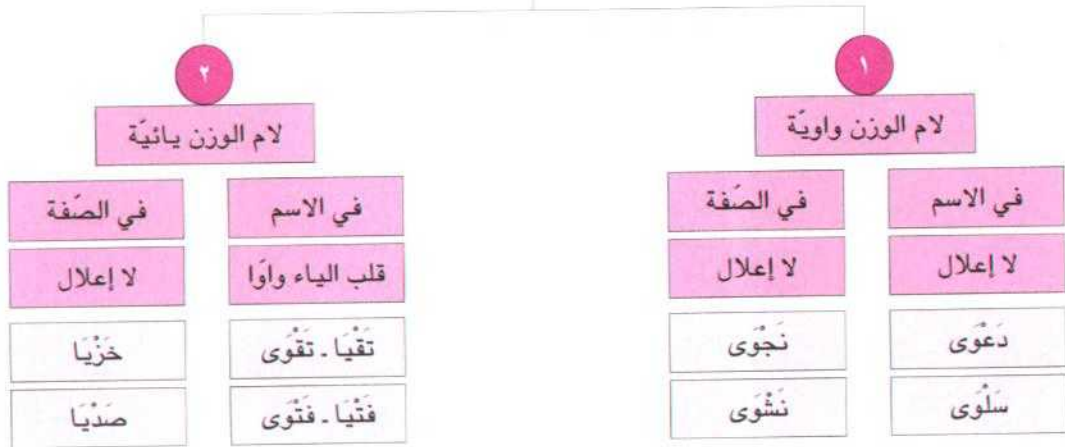 ١
٢
لام الوزن واويّة
لام الوزن يائيّة
في الاسم
في الصّفة
في الاسم
في الصّفة
لا إعلال
لا إعلال
قلب الياء واوًا
لا إعلال
دَعْوَى
نَجْوَى
تَقْيَا ـ تَقْوَى
خَزْيَا
سَلْوَى
نَشْوَى
فَتْيَا ـ فَتْوَى
صَدْيَا